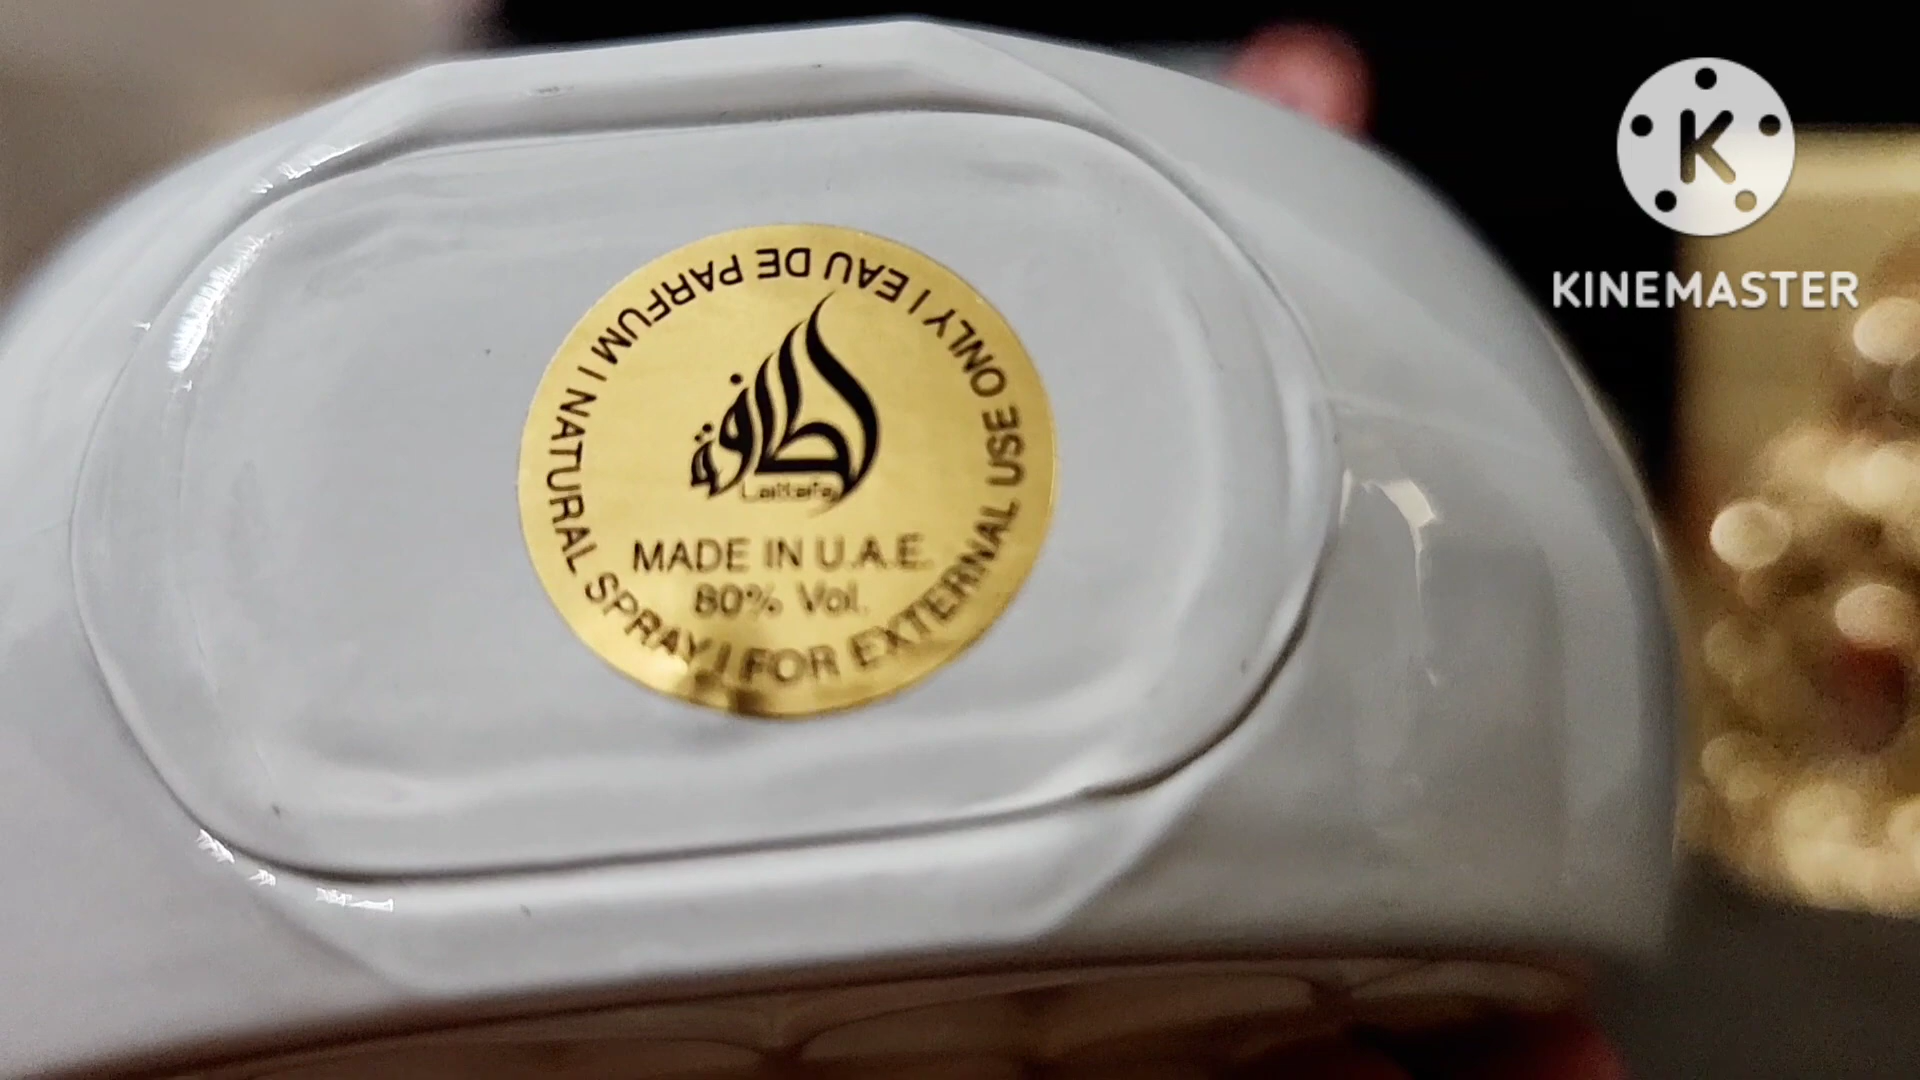 لطافة
Lattafa
MADE IN U.A.E.
80% Vol.
EAU DE PARFUM | NATURAL SPRAY | FOR EXTERNAL USE ONLY |
K
KINEMASTER